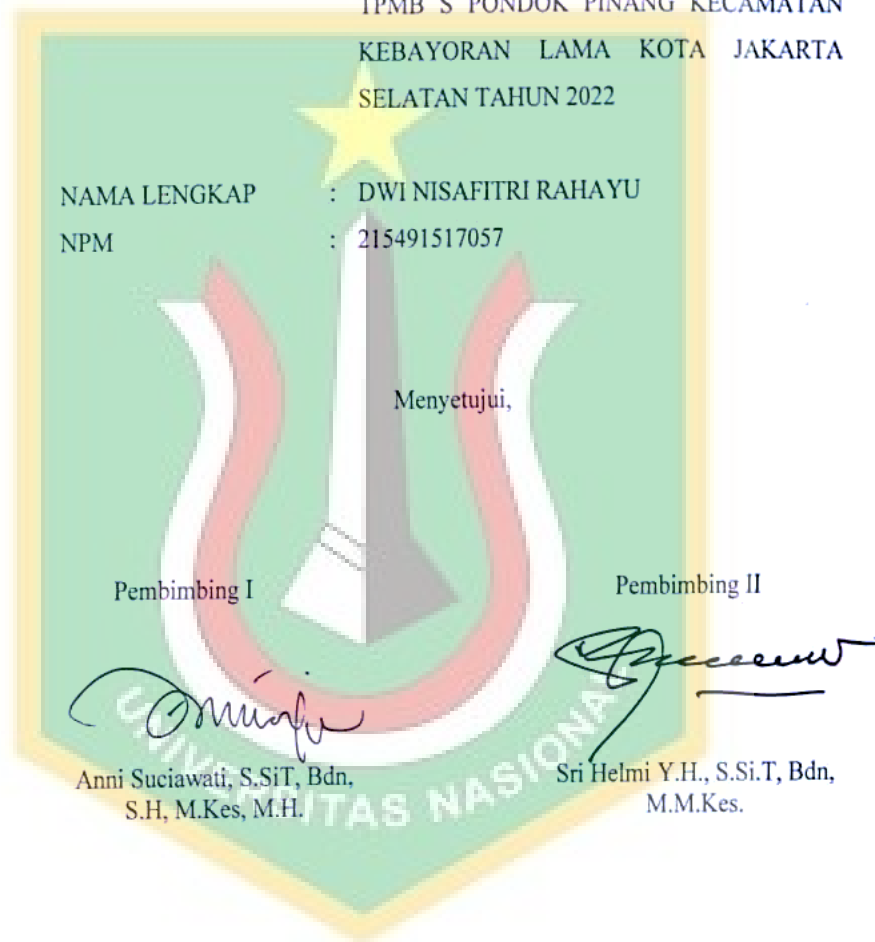 TPMB S PONDOK PINANG KECAMATAN
KEBAYORAN LAMA KOTA JAKARTA
SELATAN TAHUN 2022
NAMA LENGKAP : DWI NISAFITRI RAHAYU
NPM : 215491517057
Menyetujui,
Pembimbing I
Pembimbing II
Anni Suciawati, S.SiT, Bdn,
S.H, M.Kes, M.H.
Sri Helmi Y.H., S.Si.T, Bdn,
M.M.Kes.
UNIVERSITAS NASIONAL